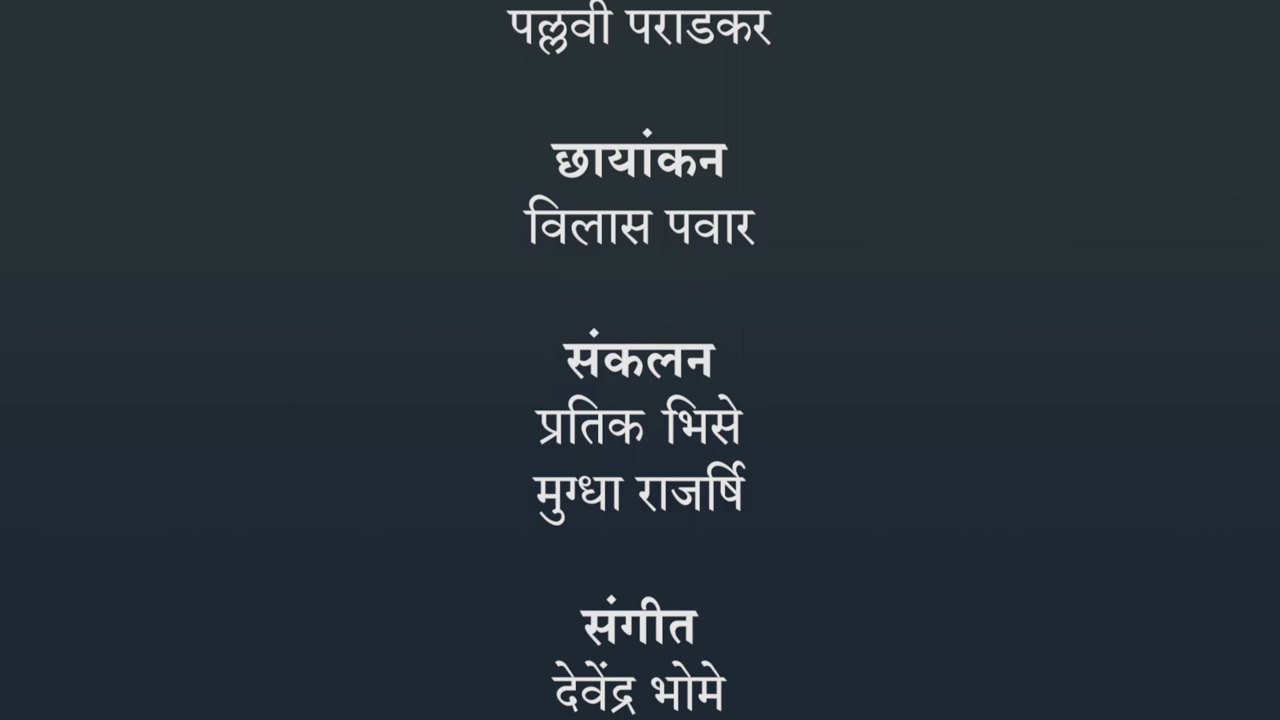 पल्लवी पराडकर
छायांकन
विलास पवार
संकलन
प्रतिक भिसे
मुग्धा राजर्षि
संगीत
देवेंद्र भोमे